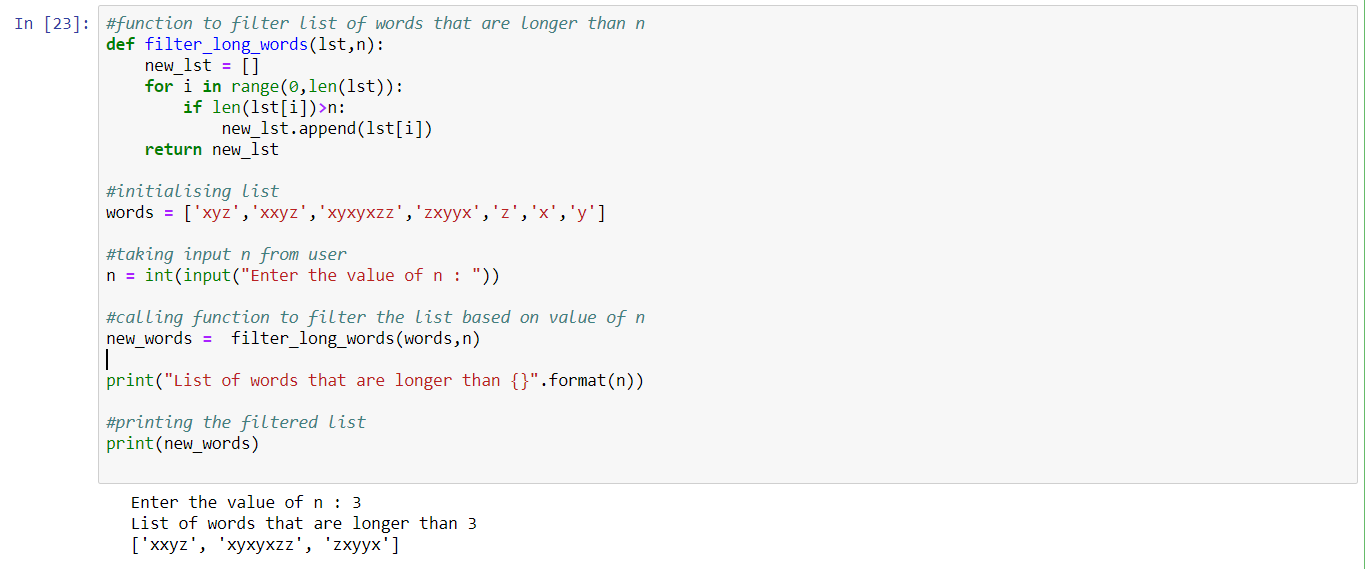 In [23]: #function to filter list of words that are longer than n
def filter_long_words(lst,n):
    new_lst = []
    for i in range(0,len(lst)):
        if len(lst[i])>n:
            new_lst.append(lst[i])
    return new_lst

#initialising list
words = ['xyz','xxyz','xyxyxzz','zxyyx','z','x','y']

#taking input n from user
n = int(input("Enter the value of n : "))

#calling function to filter the list based on value of n
new_words =  filter_long_words(words,n)

print("List of words that are longer than {}".format(n))

#printing the filtered list
print(new_words)

Enter the value of n : 3
List of words that are longer than 3
['xxyz', 'xyxyxzz', 'zxyyx']